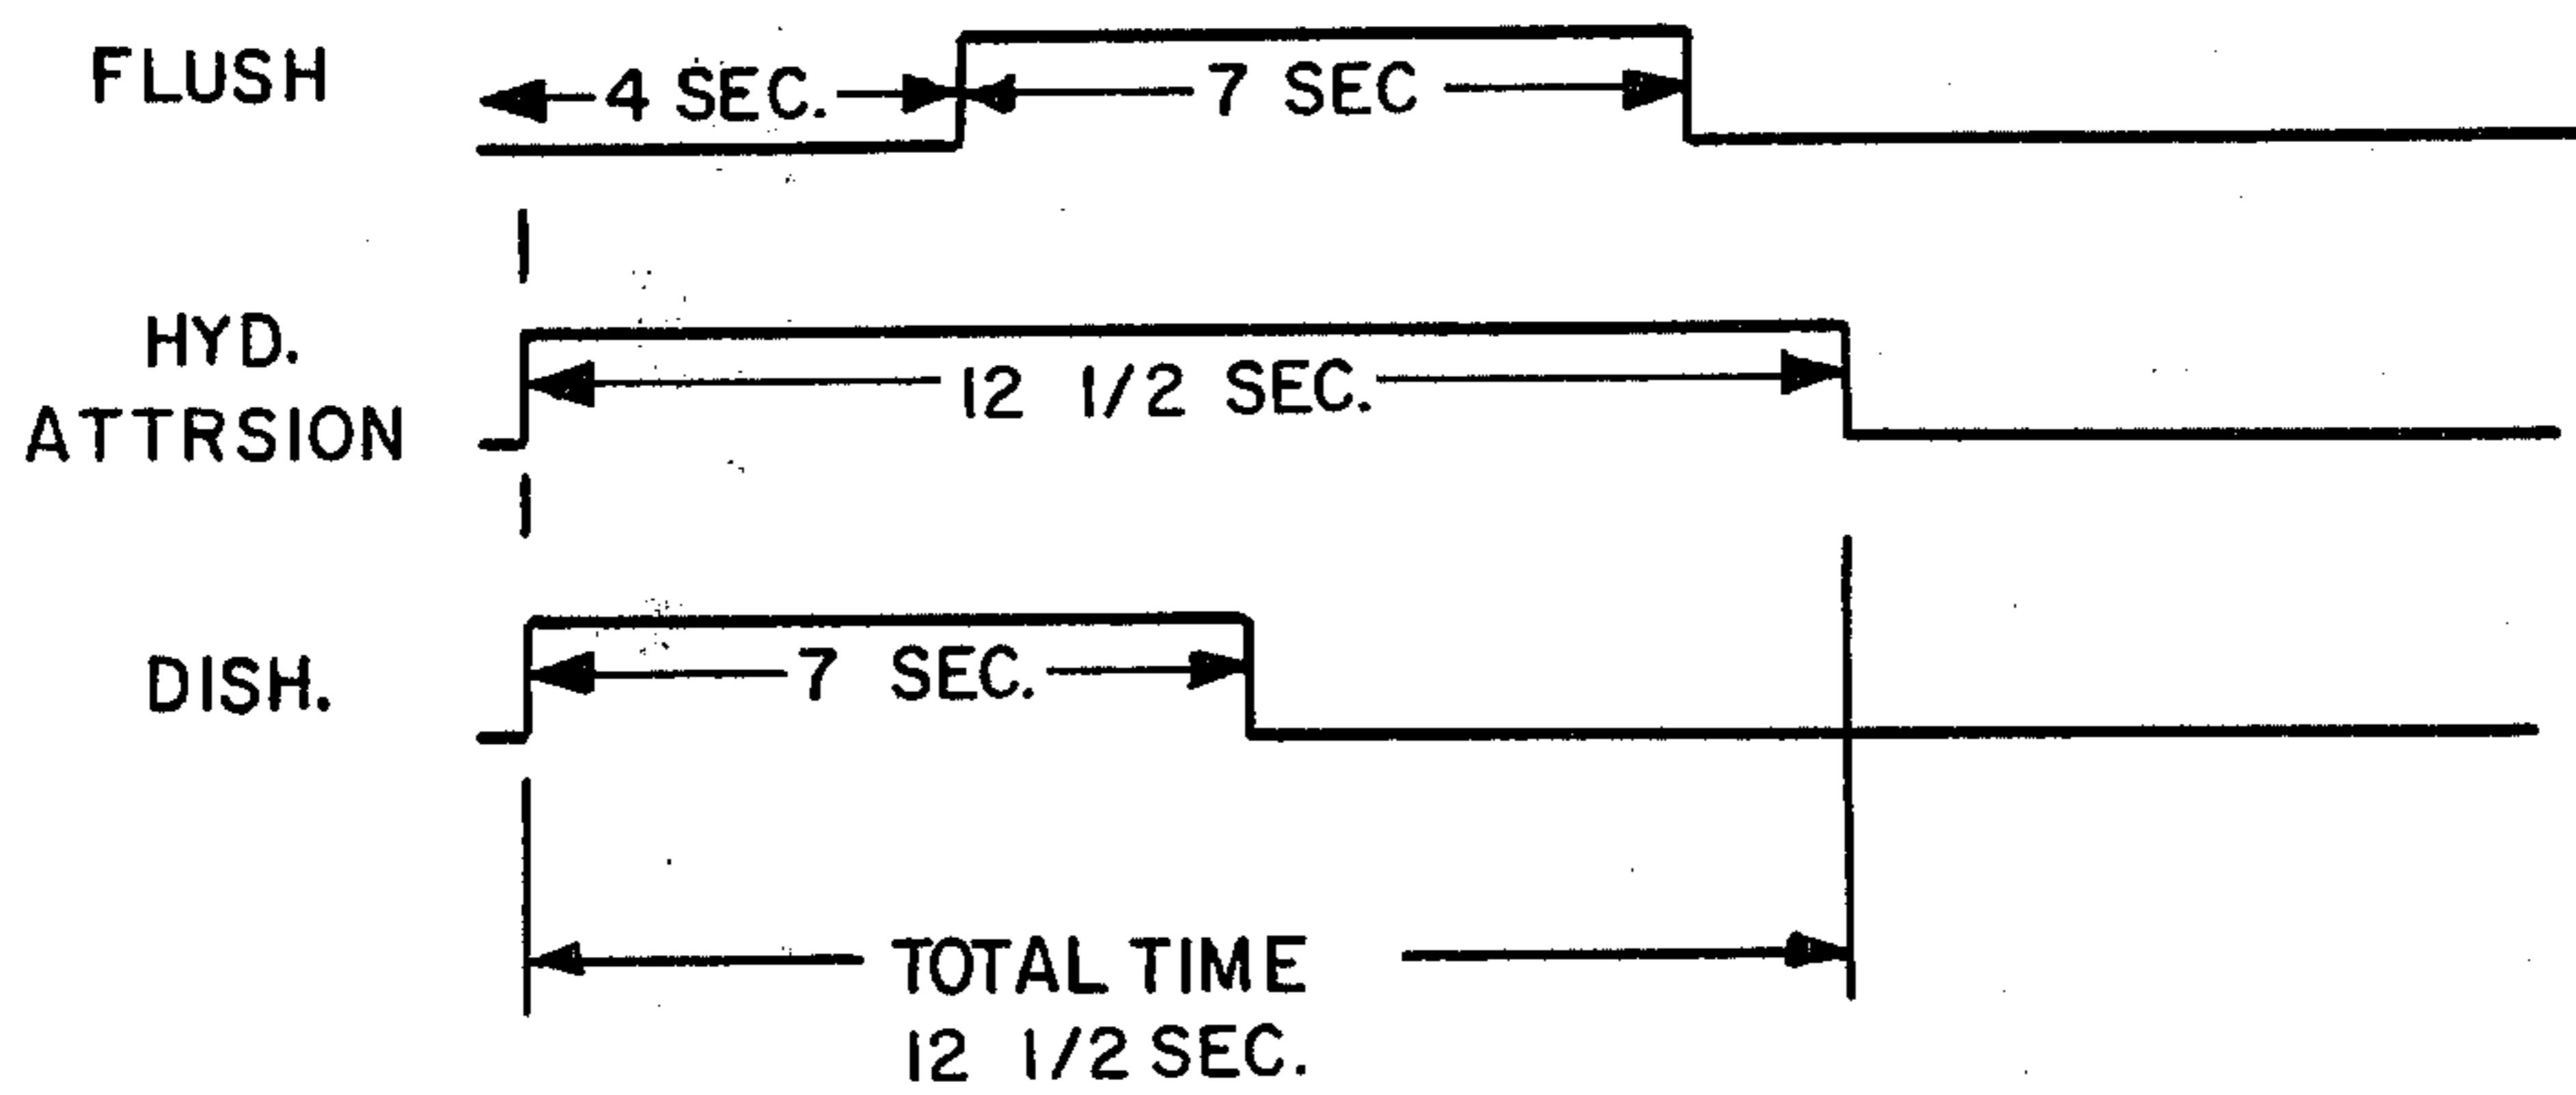 FLUSH
4 SEC.
7 SEC
HYD.
ATTRSION
12 1/2 SEC.
DISH.
7 SEC.
TOTAL TIME
12 1/2 SEC.